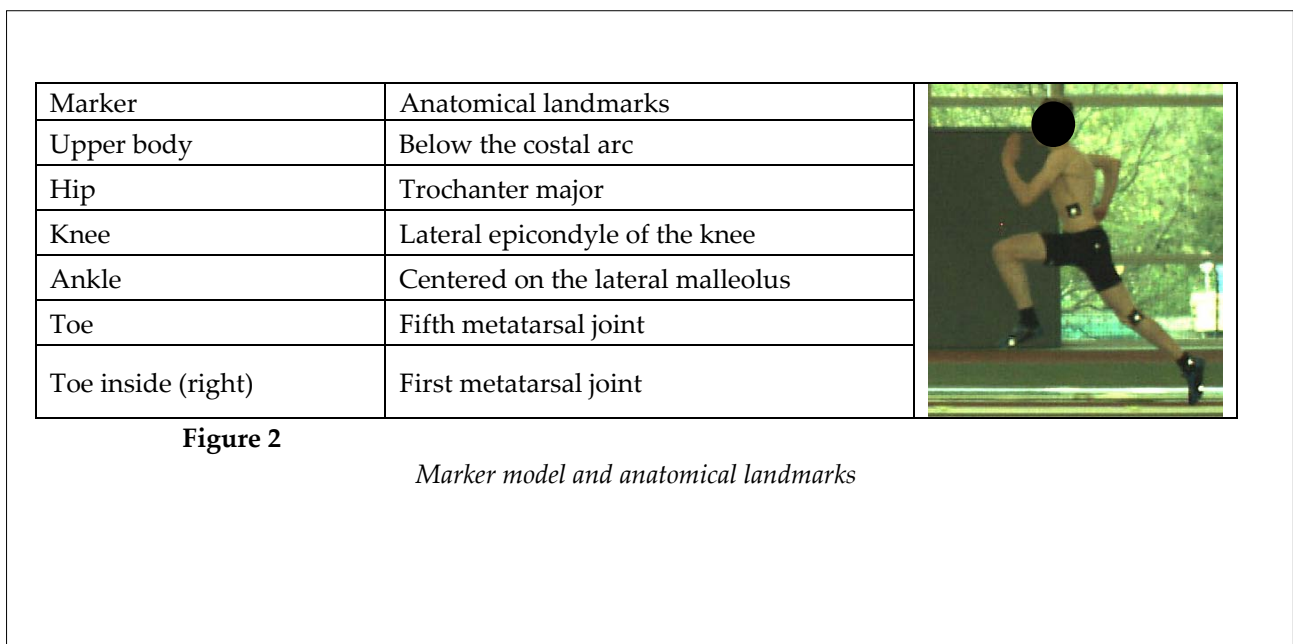 Marker Anatomical landmarks
Upper body Below the costal arc
Hip Trochanter major
Knee Lateral epicondyle of the knee
Ankle Centered on the lateral malleolus
Toe Fifth metatarsal joint
Toe inside (right) First metatarsal joint
Figure 2
Marker model and anatomical landmarks